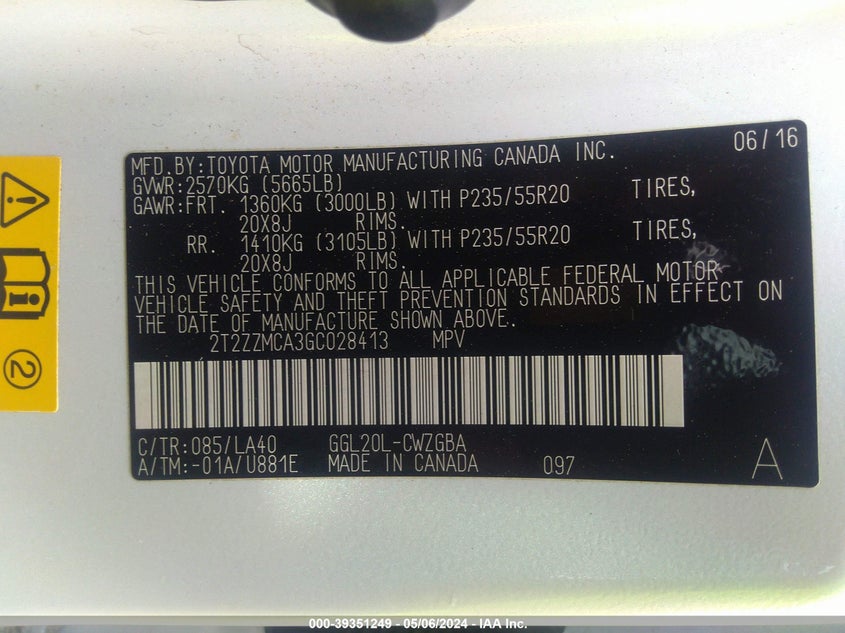 06/16
MFD.BY:TOYOTA MOTOR MANUFACTURING CANADA INC.
GVWR:2570KG (5665LB)
GAWR:FRT. 1360KG (3000LB) WITH P235/55R20 TIRES,
20X8J RIMS.
RR. 1410KG (3105LB) WITH P235/55R20 TIRES,
20X8J RIMS.
THIS VEHICLE CONFORMS TO ALL APPLICABLE FEDERAL MOTOR
VEHICLE SAFETY AND THEFT PREVENTION STANDARDS IN EFFECT ON
THE DATE OF MANUFACTURE SHOWN ABOVE.
2T2ZZMCA3GC028413 MPV
C/TR:085/LA40 GGL20L-CWZGBA
A/TM:-01A/U881E MADE IN CANADA 097 A
2
000-39351249 - 05/06/2024 - IAA Inc.